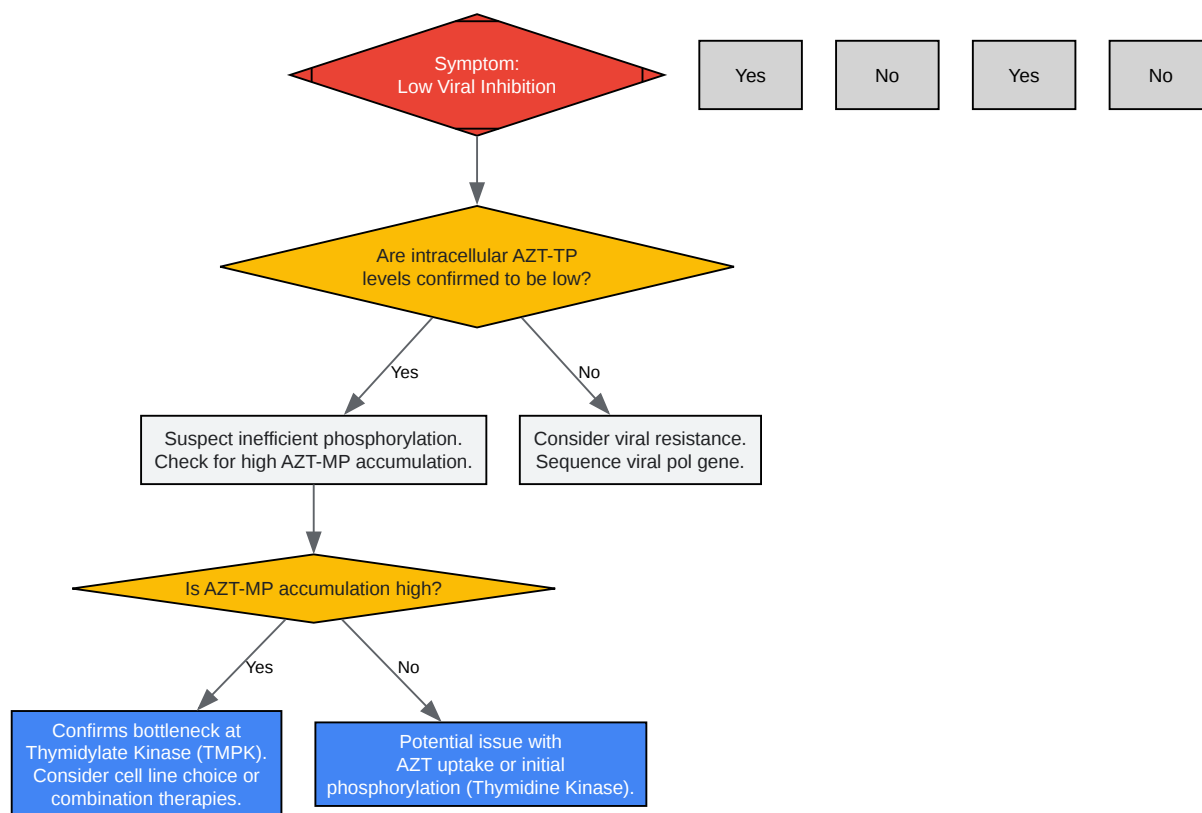 Symptom:
Low Viral Inhibition
Yes
No
Yes
No
Are intracellular AZT-TP
levels confirmed to be low?
Yes
No
Suspect inefficient phosphorylation.
Check for high AZT-MP accumulation.
Consider viral resistance.
Sequence viral pol gene.
Is AZT-MP accumulation high?
Yes
No
Confirms bottleneck at
Thymidylate Kinase (TMPK).
Consider cell line choice or
combination therapies.
Potential issue with
AZT uptake or initial
phosphorylation (Thymidine Kinase).